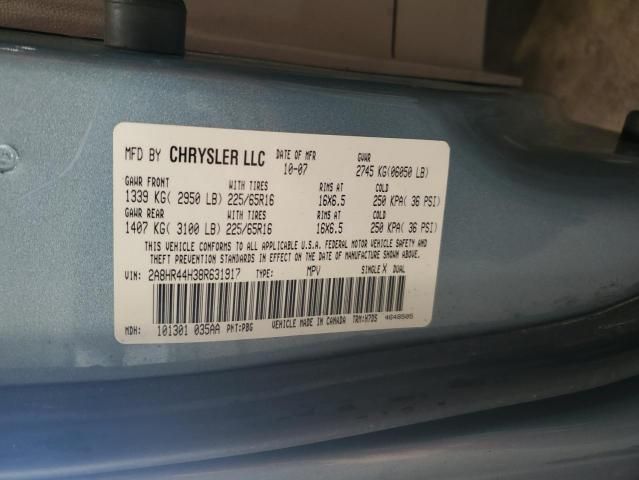 MFD BY CHRYSLER LLC DATE OF MFR 10-07 GVWR 2745 KG(06050 LB)
GAWR FRONT WITH TIRES RIMS AT COLD
1339 KG( 2950 LB) 225/65R16 16X6.5 250 KPA( 36 PSI)
GAWR REAR WITH TIRES RIMS AT COLD
1407 KG( 3100 LB) 225/65R16 16X6.5 250 KPA( 36 PSI)
THIS VEHICLE CONFORMS TO ALL APPLICABLE U.S.A. FEDERAL MOTOR VEHICLE SAFETY AND
THEFT PREVENTION STANDARDS IN EFFECT ON THE DATE OF MANUFACTURE SHOWN ABOVE.
VIN: 2A8HR44H38R631917 TYPE: MPV SINGLE X DUAL
MDH: 101301 035AA PNT:PBG VEHICLE MADE IN CANADA TRM:H7D5 4648505